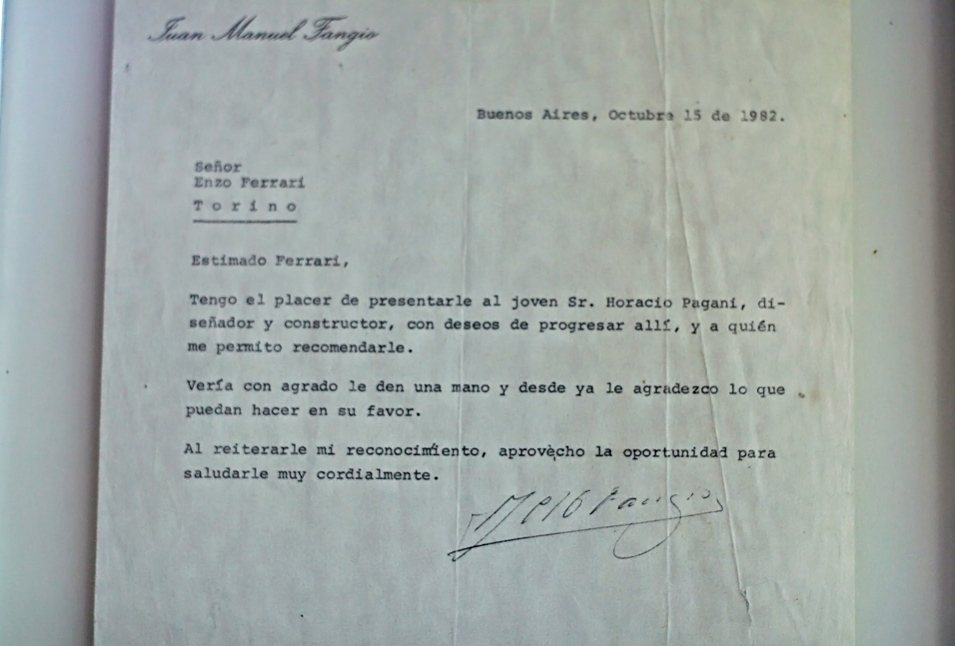 Juan Manuel Fangio
Buenos Aires, Octubre 15 de 1982.
Señor
Enzo Ferrari
T o r i n o
Estimado Ferrari,
Tengo el placer de presentarle al joven Sr. Horacio Pagani, di-
señador y constructor, con deseos de progresar allí, y a quién
me permito recomendarle.
Vería con agrado le den una mano y desde ya le agradezco lo que
puedan hacer en su favor.
Al reiterarle mi reconocimiento, aprovecho la oportunidad para
saludarle muy cordialmente.
Fangio